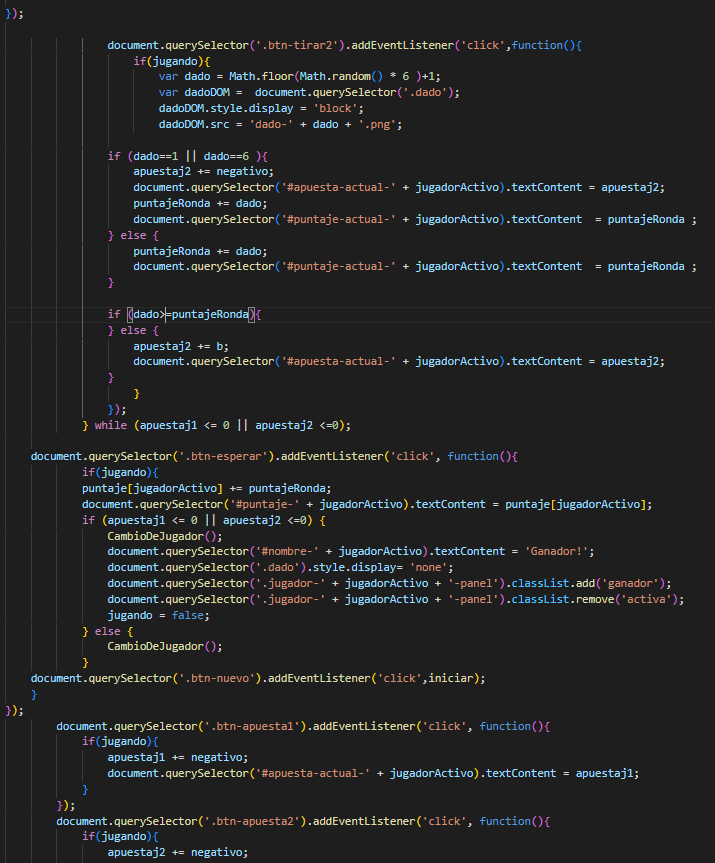 });
document.querySelector('.btn-tirar2').addEventListener('click',function(){
if(jugando){
var dado = Math.floor(Math.random() * 6 )+1;
var dadoDOM =  document.querySelector('.dado');
dadoDOM.style.display = 'block';
dadoDOM.src = 'dado-' + dado + '.png';
if (dado==1 || dado==6 ){
apuestaj2 += negativo;
document.querySelector('#apuesta-actual-' + jugadorActivo).textContent = apuestaj2;
puntajeRonda += dado;
document.querySelector('#puntaje-actual-' + jugadorActivo).textContent  = puntajeRonda ;
} else {
puntajeRonda += dado;
document.querySelector('#puntaje-actual-' + jugadorActivo).textContent  = puntajeRonda ;
}
if (dado>=puntajeRonda){
} else {
apuestaj2 += b;
document.querySelector('#apuesta-actual-' + jugadorActivo).textContent = apuestaj2;
}
}
});
} while (apuestaj1 <= 0 || apuestaj2 <=0);
document.querySelector('.btn-esperar').addEventListener('click', function(){
if(jugando){
puntaje[jugadorActivo] += puntajeRonda;
document.querySelector('#puntaje-' + jugadorActivo).textContent = puntaje[jugadorActivo];
if (apuestaj1 <= 0 || apuestaj2 <=0) {
CambioDeJugador();
document.querySelector('#nombre-' + jugadorActivo).textContent = 'Ganador!';
document.querySelector('.dado').style.display= 'none';
document.querySelector('.jugador-' + jugadorActivo + '-panel').classList.add('ganador');
document.querySelector('.jugador-' + jugadorActivo + '-panel').classList.remove('activa');
jugando = false;
} else {
CambioDeJugador();
}
document.querySelector('.btn-nuevo').addEventListener('click',iniciar);
}
});
document.querySelector('.btn-apuesta1').addEventListener('click', function(){
if(jugando){
apuestaj1 += negativo;
document.querySelector('#apuesta-actual-' + jugadorActivo).textContent = apuestaj1;
}
});
document.querySelector('.btn-apuesta2').addEventListener('click', function(){
if(jugando){
apuestaj2 += negativo;